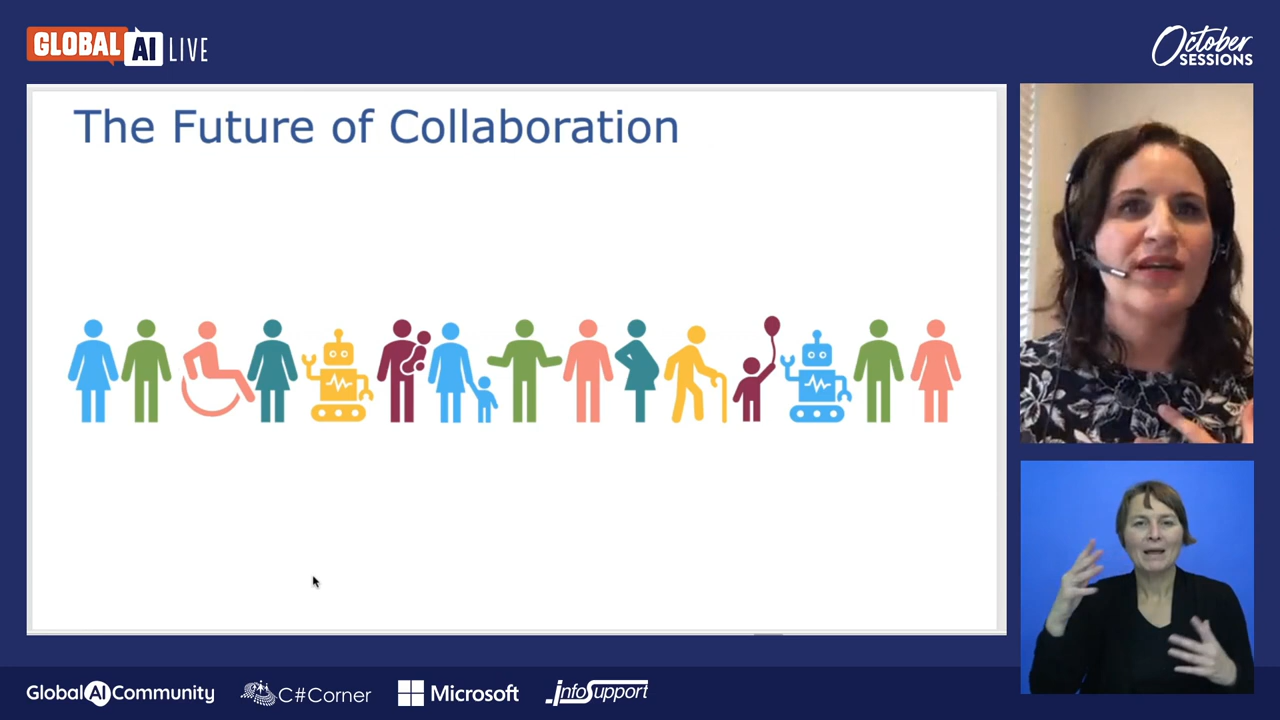 GLOBAL AI LIVE
October
SESSIONS
The Future of Collaboration
Global AI Community
C#Corner
Microsoft
infoSupport